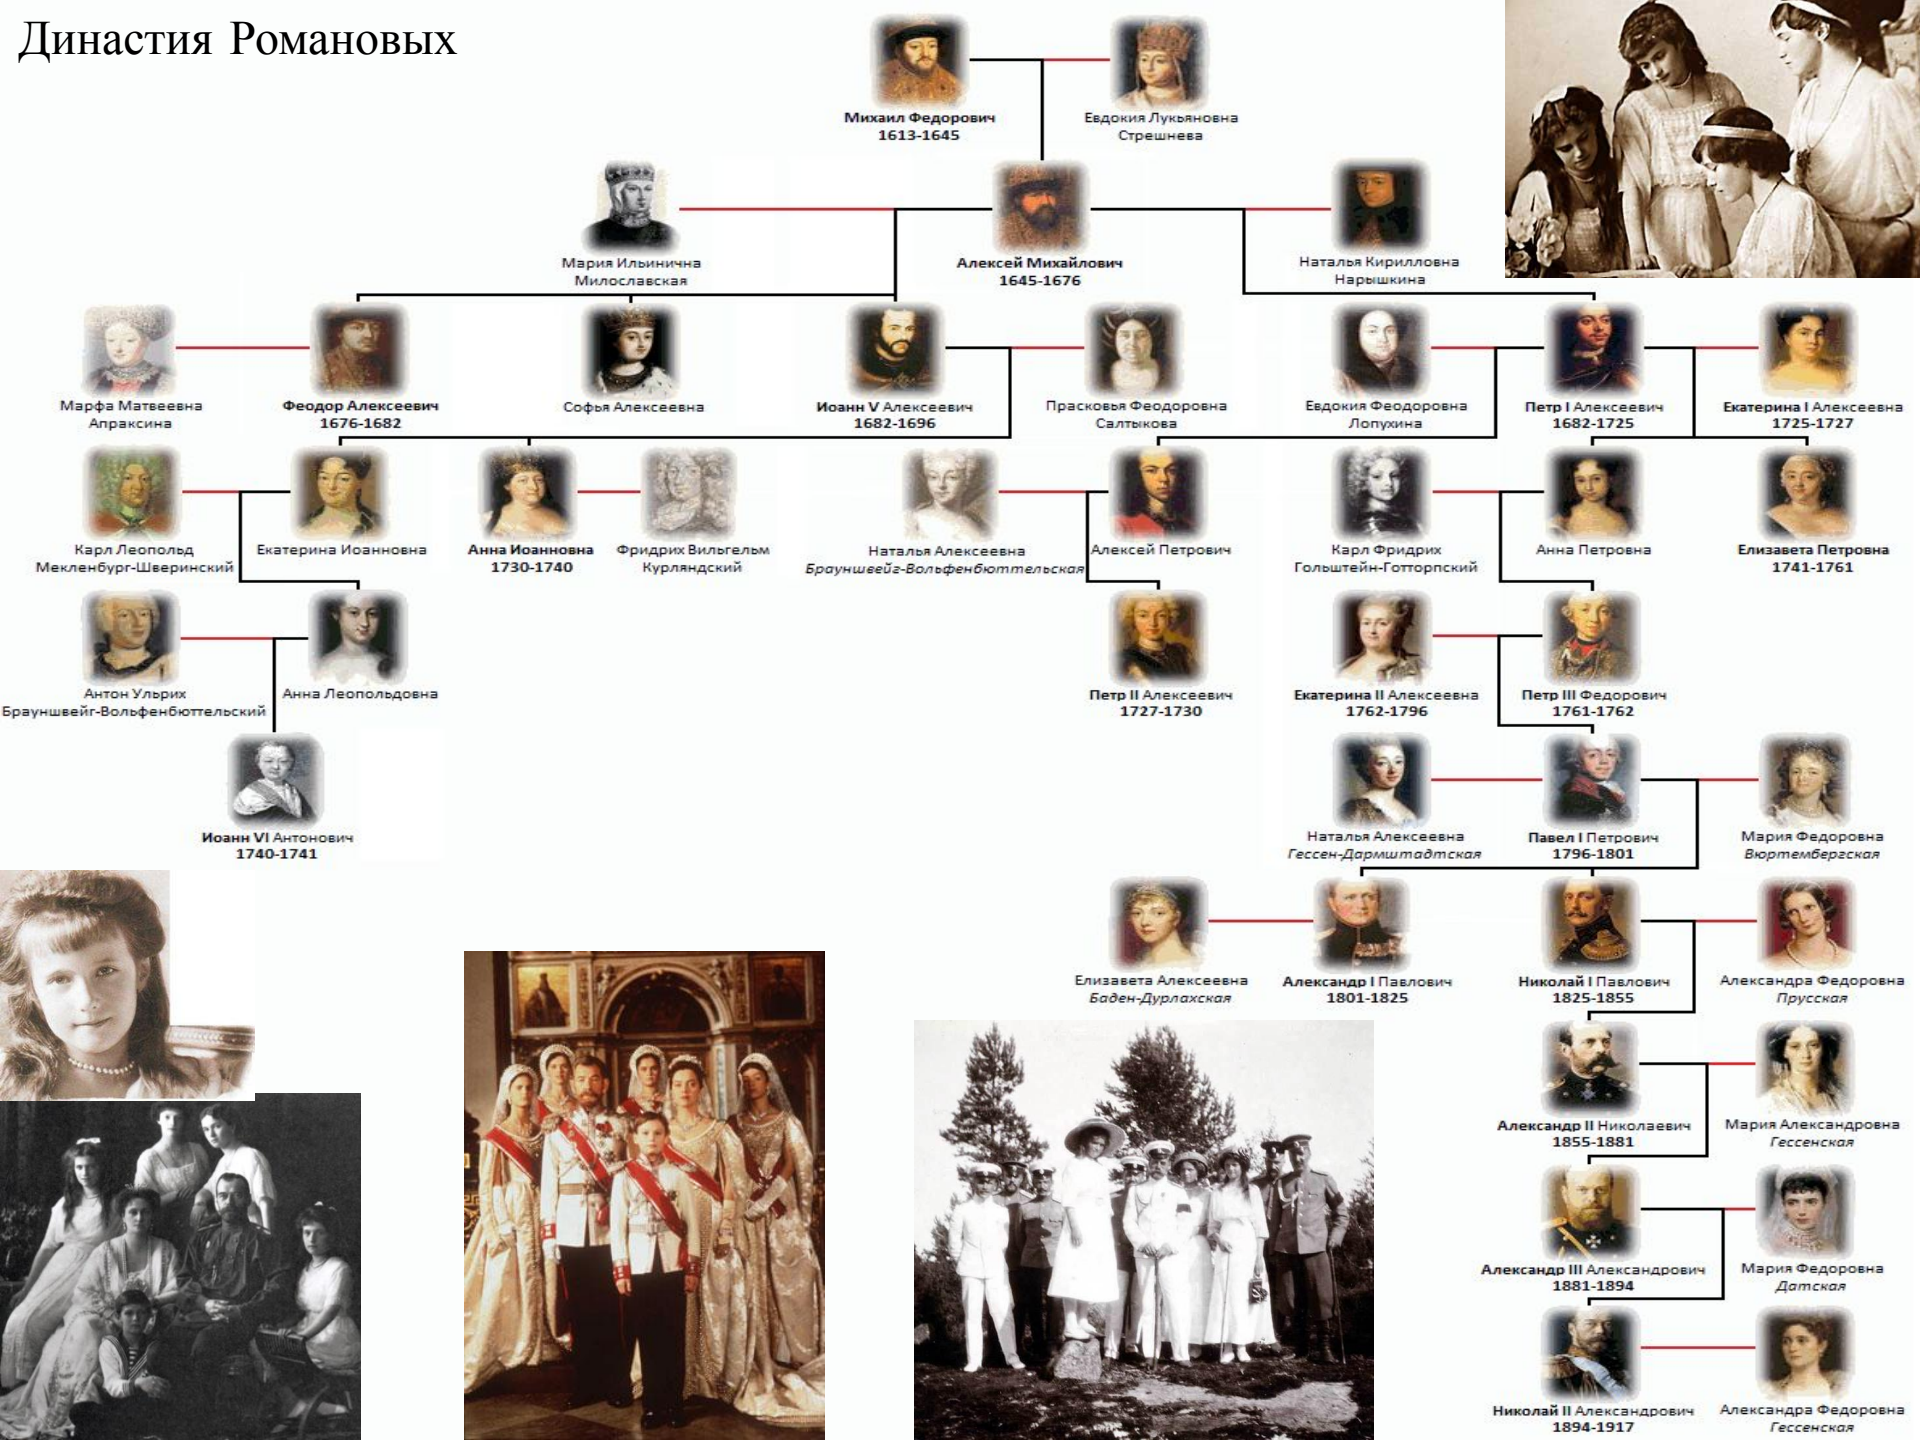 Династия Романовых
Михаил Федорович
1613-1645
Евдокия Лукьяновна
Стрешнева
Мария Ильинична
Милославская
Алексей Михайлович
1645-1676
Наталья Кирилловна
Нарышкина
Марфа Матвеевна
Апраксина
Феодор Алексеевич
1676-1682
Софья Алексеевна
Иоанн V Алексеевич
1682-1696
Прасковья Феодоровна
Салтыкова
Евдокия Феодоровна
Лопухина
Петр I Алексеевич
1682-1725
Екатерина I Алексеевна
1725-1727
Карл Леопольд
Мекленбург-Шверинский
Екатерина Иоанновна
Анна Иоанновна
1730-1740
Фридрих Вильгельм
Курляндский
Наталья Алексеевна
Брауншвейг-Вольфенбюттельская
Алексей Петрович
Карл Фридрих
Гольштейн-Готторпский
Анна Петровна
Елизавета Петровна
1741-1761
Антон Ульрих
Брауншвейг-Вольфенбюттельский
Анна Леопольдовна
Петр II Алексеевич
1727-1730
Екатерина II Алексеевна
1762-1796
Петр III Федорович
1761-1762
Иоанн VI Антонович
1740-1741
Наталья Алексеевна
Гессен-Дармштадтская
Павел I Петрович
1796-1801
Мария Федоровна
Вюртембергская
Елизавета Алексеевна
Баден-Дурлахская
Александр I Павлович
1801-1825
Николай I Павлович
1825-1855
Александра Федоровна
Прусская
Александр II Николаевич
1855-1881
Мария Александровна
Гессенская
Александр III Александрович
1881-1894
Мария Федоровна
Датская
Николай II Александрович
1894-1917
Александра Федоровна
Гессенская